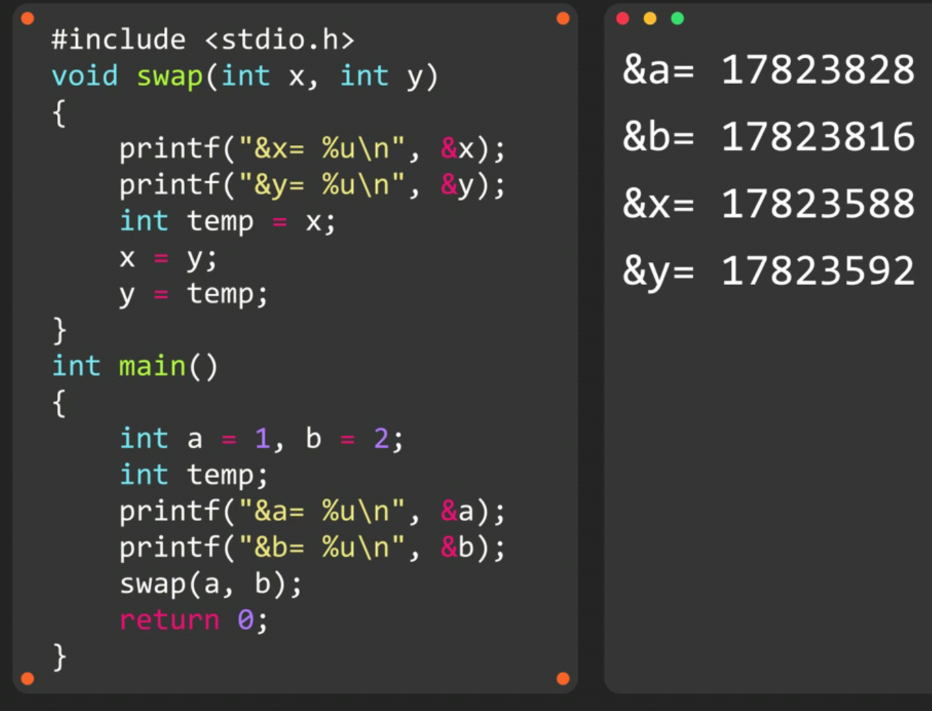 #include <stdio.h>
void swap(int x, int y)
{
    printf("&x= %u\n", &x);
    printf("&y= %u\n", &y);
    int temp = x;
    x = y;
    y = temp;
}
int main()
{
    int a = 1, b = 2;
    int temp;
    printf("&a= %u\n", &a);
    printf("&b= %u\n", &b);
    swap(a, b);
    return 0;
}
&a= 17823828
&b= 17823816
&x= 17823588
&y= 17823592